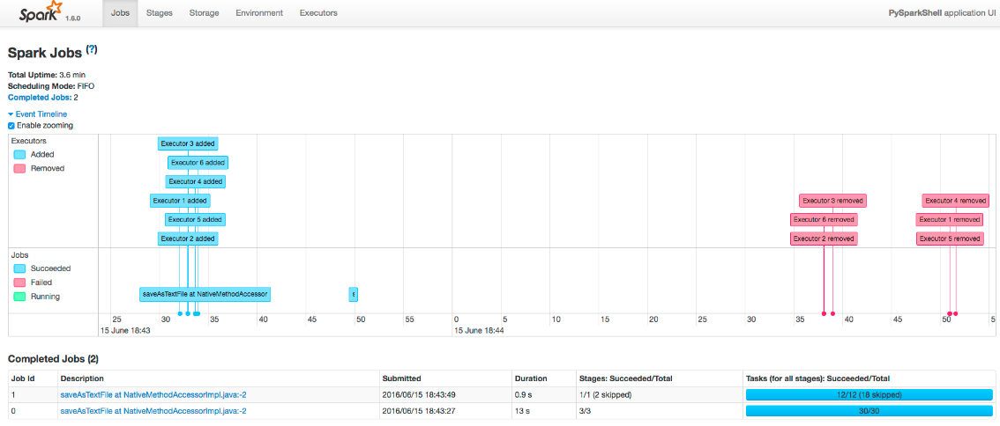 Spark 1.6.0 Jobs Stages Storage Environment Executors PySparkShell application UI
Spark Jobs (?)
Total Uptime: 3.6 min
Scheduling Mode: FIFO
Completed Jobs: 2
Event Timeline
Enable zooming
Executors
Added
Removed
Executor 3 added
Executor 6 added
Executor 4 added
Executor 1 added
Executor 5 added
Executor 2 added
Executor 3 removed
Executor 6 removed
Executor 2 removed
Executor 4 removed
Executor 1 removed
Executor 5 removed
Jobs
Succeeded
Failed
Running
saveAsTextFile at NativeMethodAccessor
s
25 30 35 40 45 50 55 0 5 10 15 20 25 30 35 40 45 50 5
15 June 18:43 15 June 18:44
Completed Jobs (2)
Job Id Description Submitted Duration Stages: Succeeded/Total Tasks (for all stages): Succeeded/Total
1 saveAsTextFile at NativeMethodAccessorImpl.java:-2 2016/06/15 18:43:49 0.9 s 1/1 (2 skipped) 12/12 (18 skipped)
0 saveAsTextFile at NativeMethodAccessorImpl.java:-2 2016/06/15 18:43:27 13 s 3/3 30/30